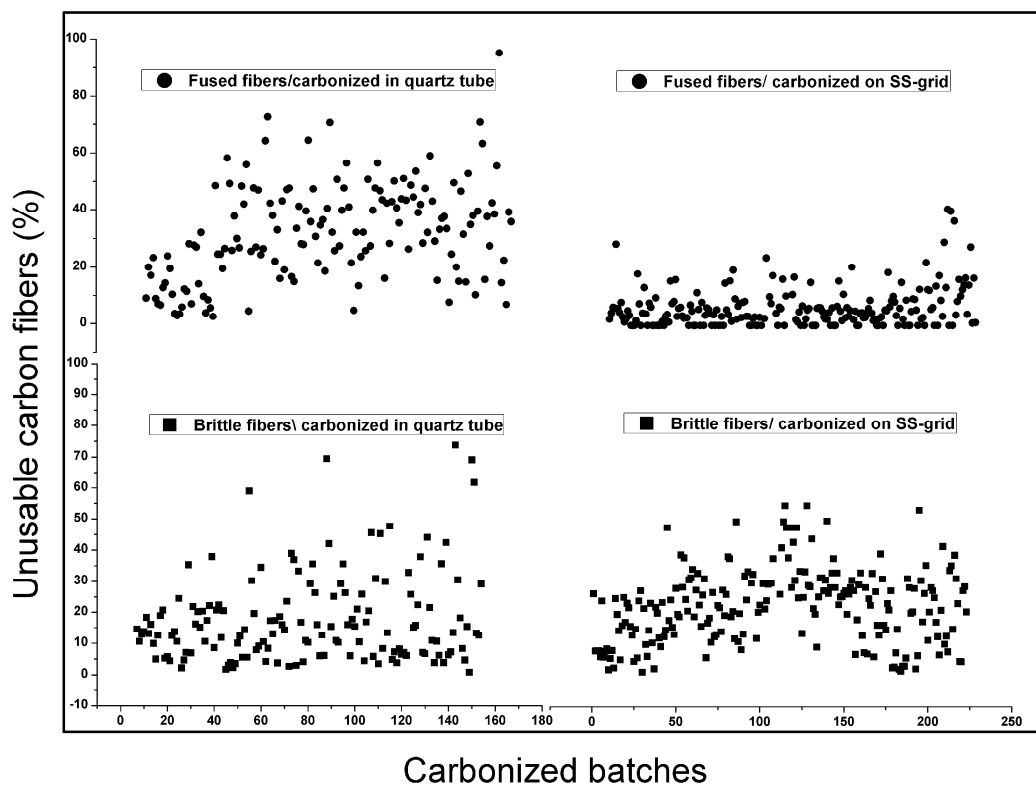 Unusable carbon fibers (%)
100
80
60
40
20
0
Fused fibers/carbonized in quartz tube
Fused fibers/ carbonized on SS-grid
100
90
80
70
60
50
40
30
20
10
0
-10
Brittle fibers\ carbonized in quartz tube
Brittle fibers/ carbonized on SS-grid
0 20 40 60 80 100 120 140 160 180
0 50 100 150 200 250
Carbonized batches